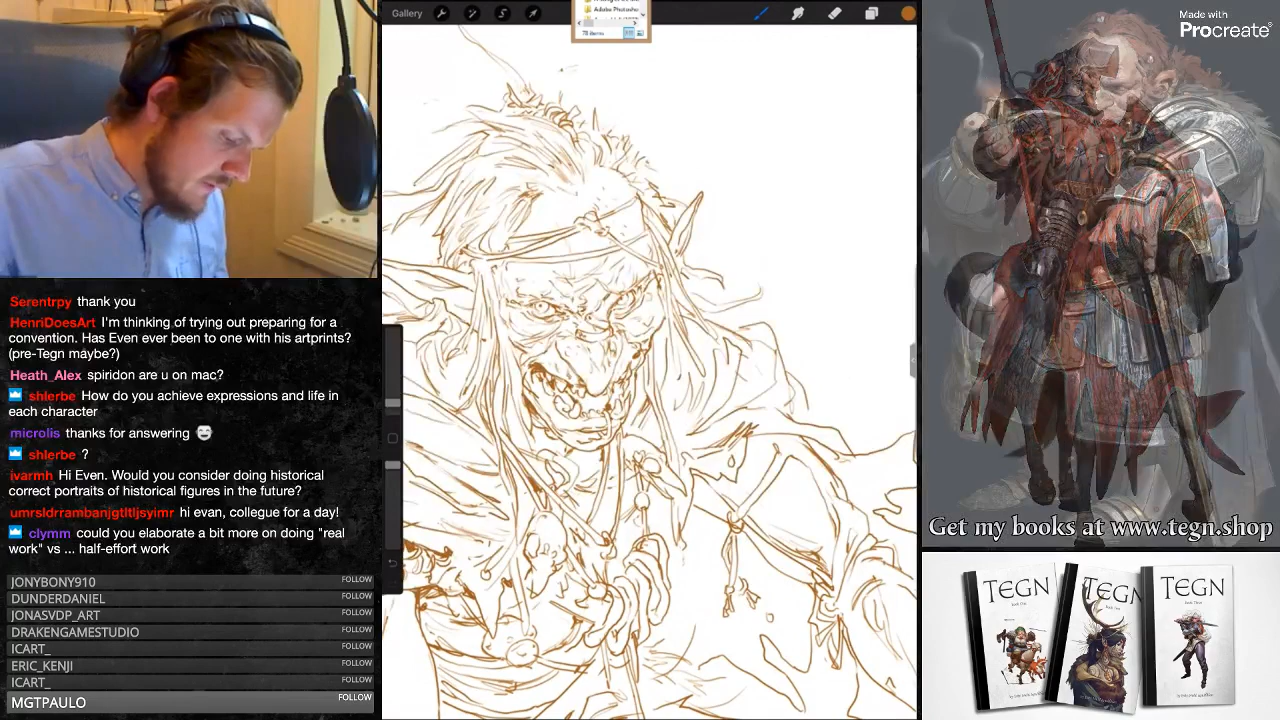 Gallery
Adobe Photosho
78 items
Made with
Procreate
Serentrpy thank you
HenriDoesArt I'm thinking of trying out preparing for a
convention. Has Even ever been to one with his artprints?
(pre-Tegn máybe?)
Heath_Alex spiridon are u on mac?
shlerbe How do you achieve expressions and life in
each character
microlis thanks for answering
shlerbe ?
ivarmh Hi Even. Would you consider doing historical
correct portraits of historical figures in the future?
umrsldrrambanjgtltljsyimr hi evan, collegue for a day!
clymm could you elaborate a bit more on doing "real
work" vs ... half-effort work
JONYBONY910 FOLLOW
DUNDERDANIEL FOLLOW
JONASVDP_ART FOLLOW
DRAKENGAMESTUDIO FOLLOW
ICART_ FOLLOW
ERIC_KENJI FOLLOW
ICART_ FOLLOW
MGTPAULO FOLLOW
Get my books at www.tegn.shop
TEGN
TEGN
TEGN